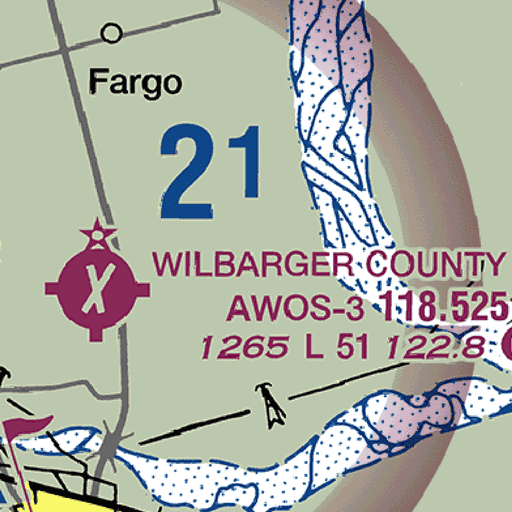 Fargo
21
WILBARGER COUNTY
AWOS-3 118.525
1265 L 51 122.8 C
X